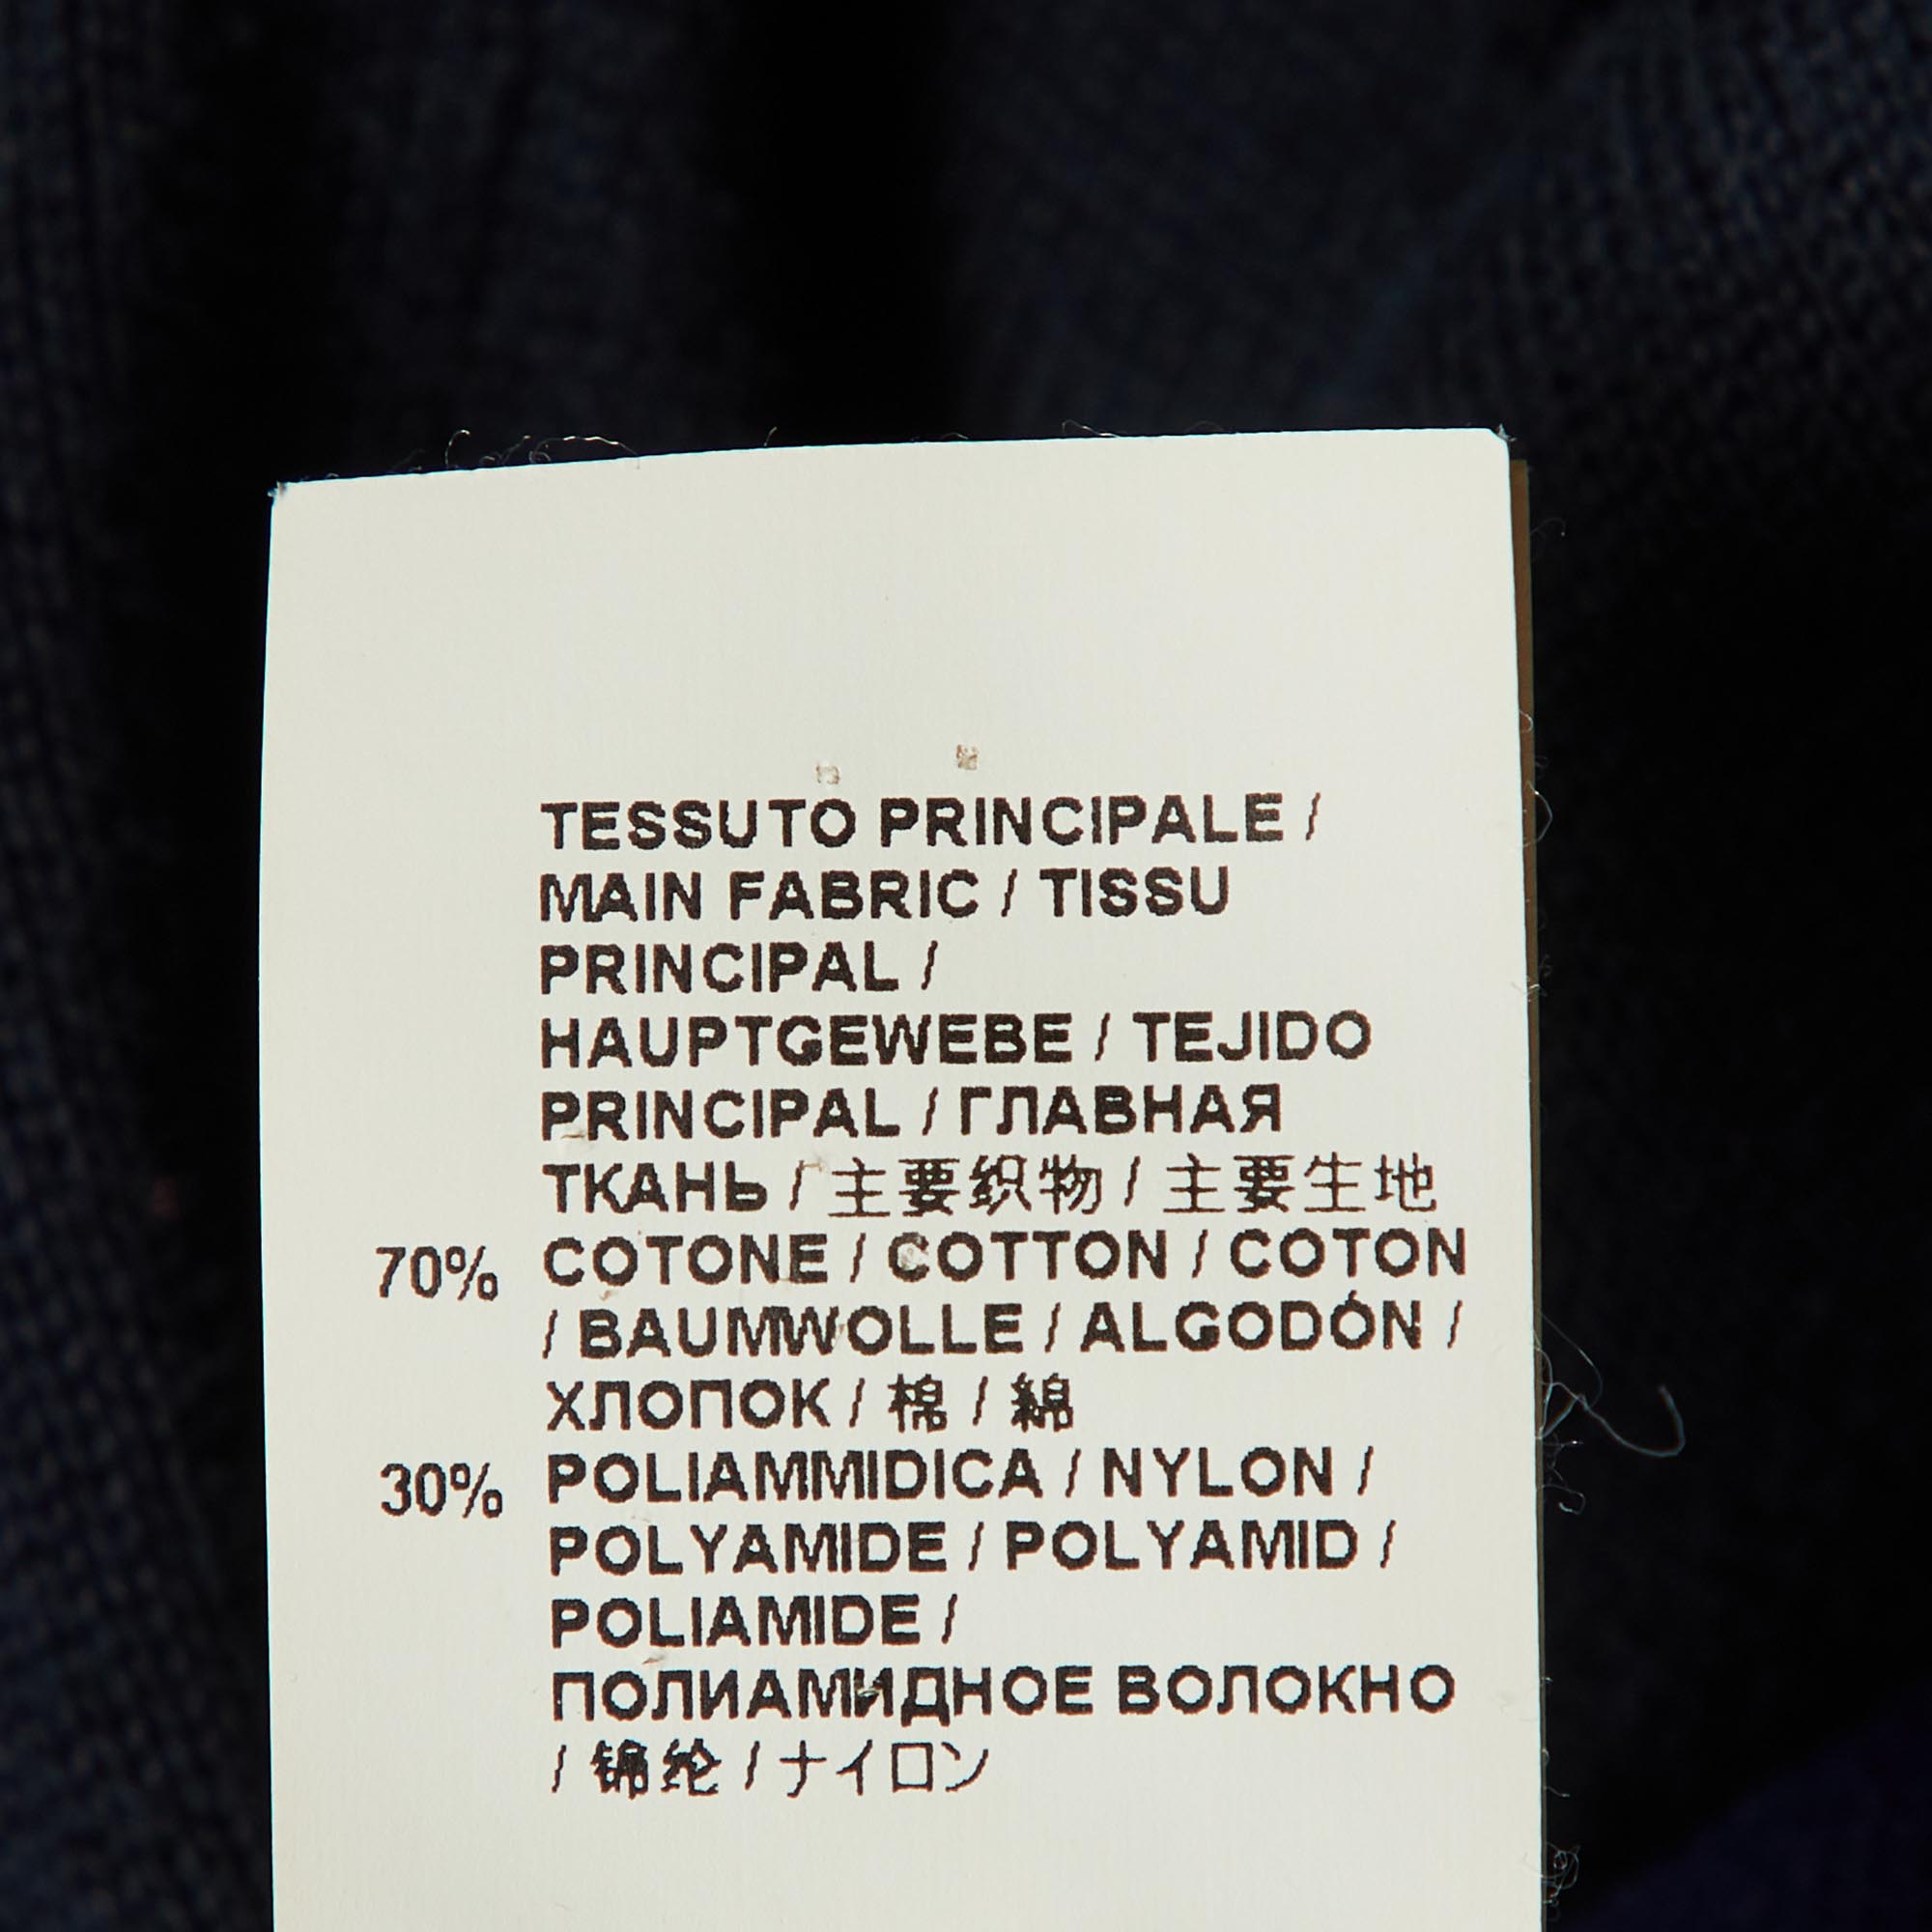 TESSUTO PRINCIPALE /
MAIN FABRIC / TISSU
PRINCIPAL /
HAUPTGEWEBE / TEJIDO
PRINCIPAL / ГЛАВНАЯ
ТКАНЬ / 主要织物 / 主要生地
70% COTONE / COTTON / COTON
/ BAUMWOLLE / ALGODÓN /
ХЛОПОК / 棉 / 綿
30% POLIAMMIDICA / NYLON /
POLYAMIDE / POLYAMID /
POLIAMIDE /
ПОЛИАМИДНОЕ ВОЛОКНО
/ 锦纶 / ナイロン